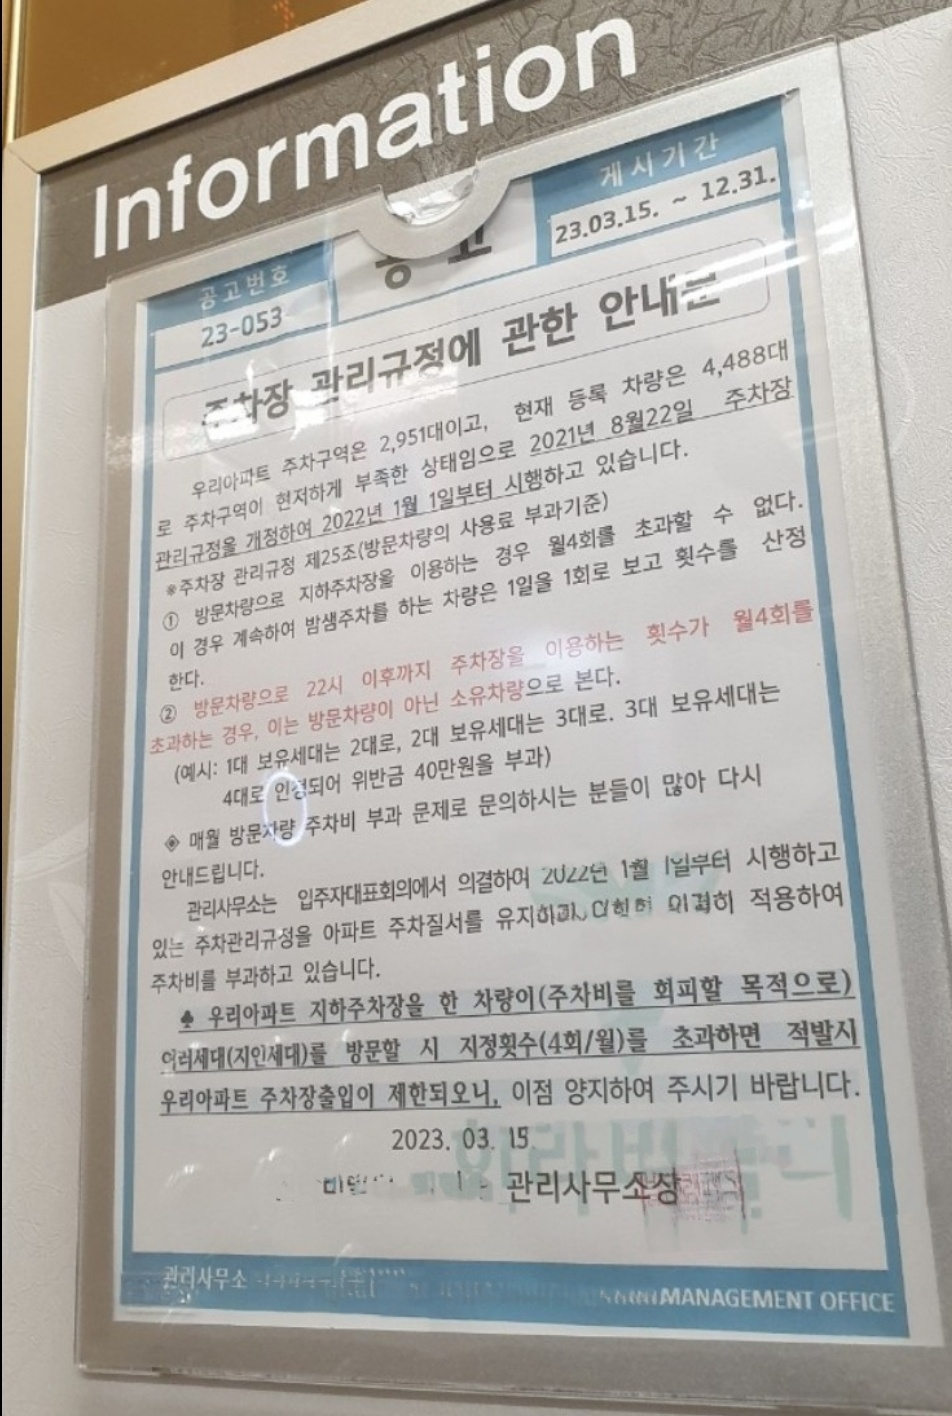 Information
게시기간
23.03.15. ~ 12.31.
공고
공고번호
23-053
주차장 관리규정에 관한 안내문
우리아파트 주차구역은 2,951대이고, 현재 등록 차량은 4,488대
로 주차구역이 현저하게 부족한 상태임으로 2021년 8월22일 주차장
관리규정을 개정하여 2022년 1월 1일부터 시행하고 있습니다.
※주차장 관리규정 제25조(방문차량의 사용료 부과기준)
① 방문차량으로 지하주차장을 이용하는 경우 월4회를 초과할 수 없다.
이 경우 계속하여 밤샘주차를 하는 차량은 1일을 1회로 보고 횟수를 산정
한다.
② 방문차량으로 22시 이후까지 주차장을 이용하는 횟수가 월4회를
초과하는 경우, 이는 방문차량이 아닌 소유차량으로 본다.
(예시: 1대 보유세대는 2대로, 2대 보유세대는 3대로. 3대 보유세대는
4대로 인정되어 위반금 40만원을 부과)
◈ 매월 방문차량 주차비 부과 문제로 문의하시는 분들이 많아 다시
안내드립니다.
관리사무소는 입주자대표회의에서 의결하여 2022년 1월 1일부터 시행하고
있는 주차관리규정을 아파트 주차질서를 유지하고 적용하여
주차비를 부과하고 있습니다.
♣ 우리아파트 지하주차장을 한 차량이(주차비를 회피할 목적으로)
여러세대(지인세대)를 방문할 시 지정횟수(4회/월)를 초과하면 적발시
우리아파트 주차장출입이 제한되오니, 이점 양지하여 주시기 바랍니다.
2023. 03. 15
관리사무소장
관리사무소
MANAGEMENT OFFICE